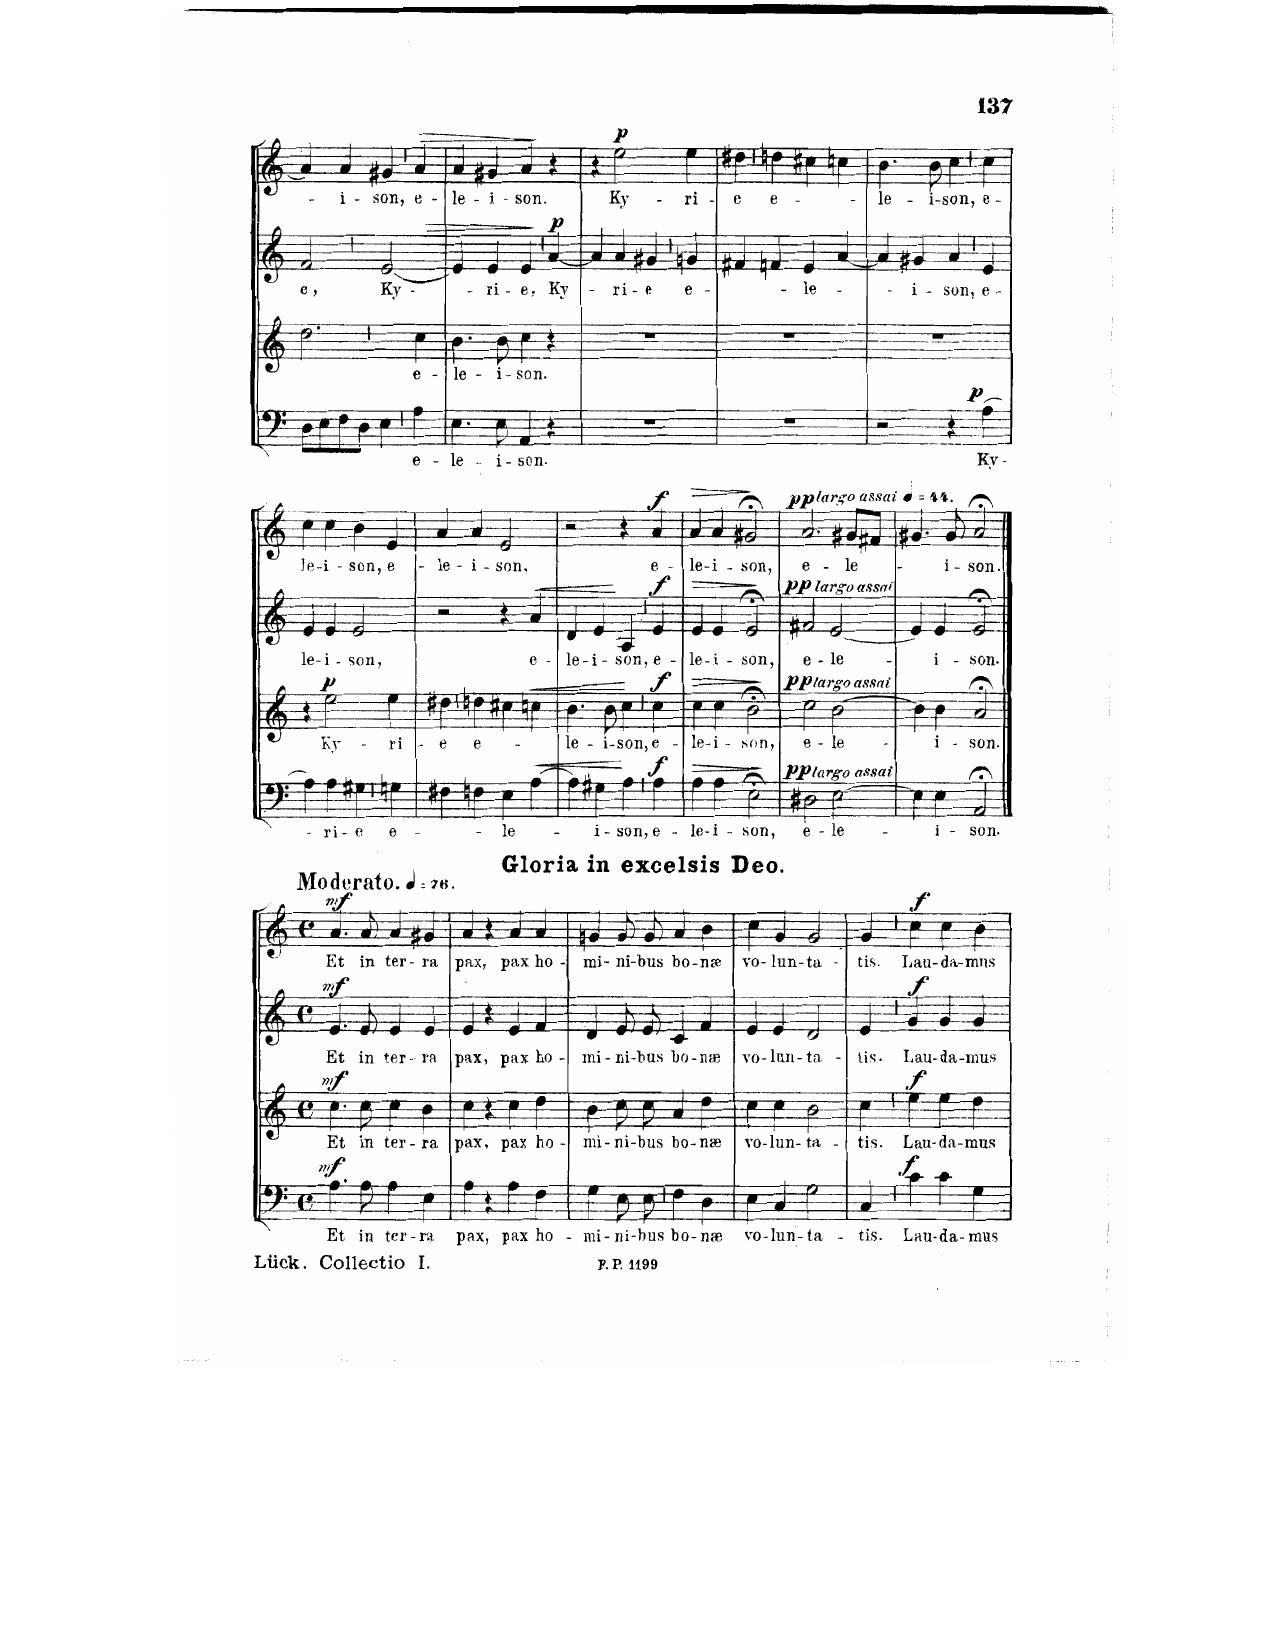 137
p
- i - son, e - le - i - son. Ky - ri - e e - le - i-son, e-
p
e, Ky - ri - e, Ky - ri - e e - le - i - son, e-
e - le - i - son.
p
e - le - i - son. Ky-
f pp largo assai = 44.
le-i-son, e - le-i-son, e - le-i-son, e - le - i-son.
f pp largo assai
le-i-son, e - le-i-son, e - le-i-son, e-le - i - son.
p f pp largo assai
Ky - ri - e e - le-i-son, e - le-i-son, e-le - i - son.
f pp largo assai
- ri - e e - le - i-son, e - le-i-son, e-le - i - son.
Gloria in excelsis Deo.
Moderato. = 76.
mf f
Et in ter-ra pax, pax ho-mi-ni-bus bo-næ vo-lun-ta - tis. Lau-da-mus
mf f
Et in ter-ra pax, pax ho-mi-ni-bus bo-næ vo-lun-ta - tis. Lau-da-mus
mf f
Et in ter-ra pax, pax ho-mi-ni-bus bo-næ vo-lun-ta - tis. Lau-da-mus
mf f
Et in ter-ra pax, pax ho-mi-ni-bus bo-næ vo-lun-ta - tis. Lau-da-mus
Lück. Collectio I. F. P. 1199